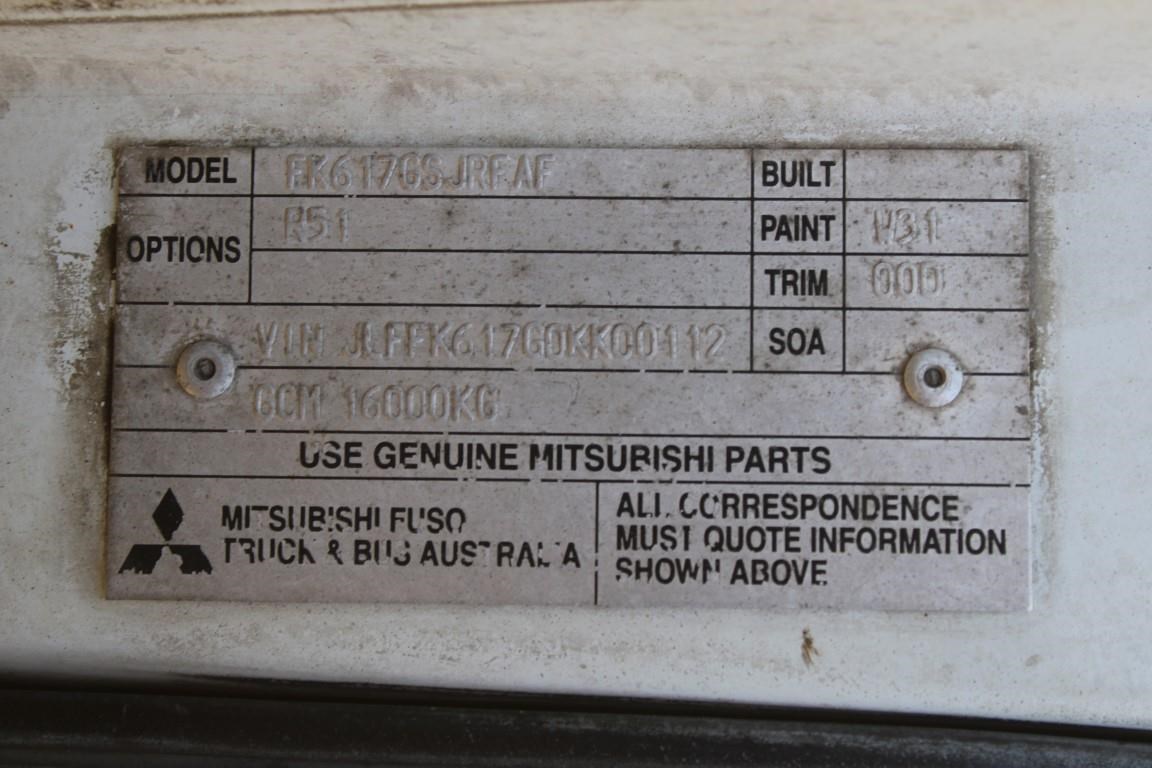 MODEL FK617GSJRFAF BUILT
OPTIONS R51 PAINT W31
TRIM 000
VIN JLFFK617G0KK00112 SOA
GCM 16000KG
USE GENUINE MITSUBISHI PARTS
MITSUBISHI FUSO
TRUCK & BUS AUSTRALIA
ALL CORRESPONDENCE
MUST QUOTE INFORMATION
SHOWN ABOVE